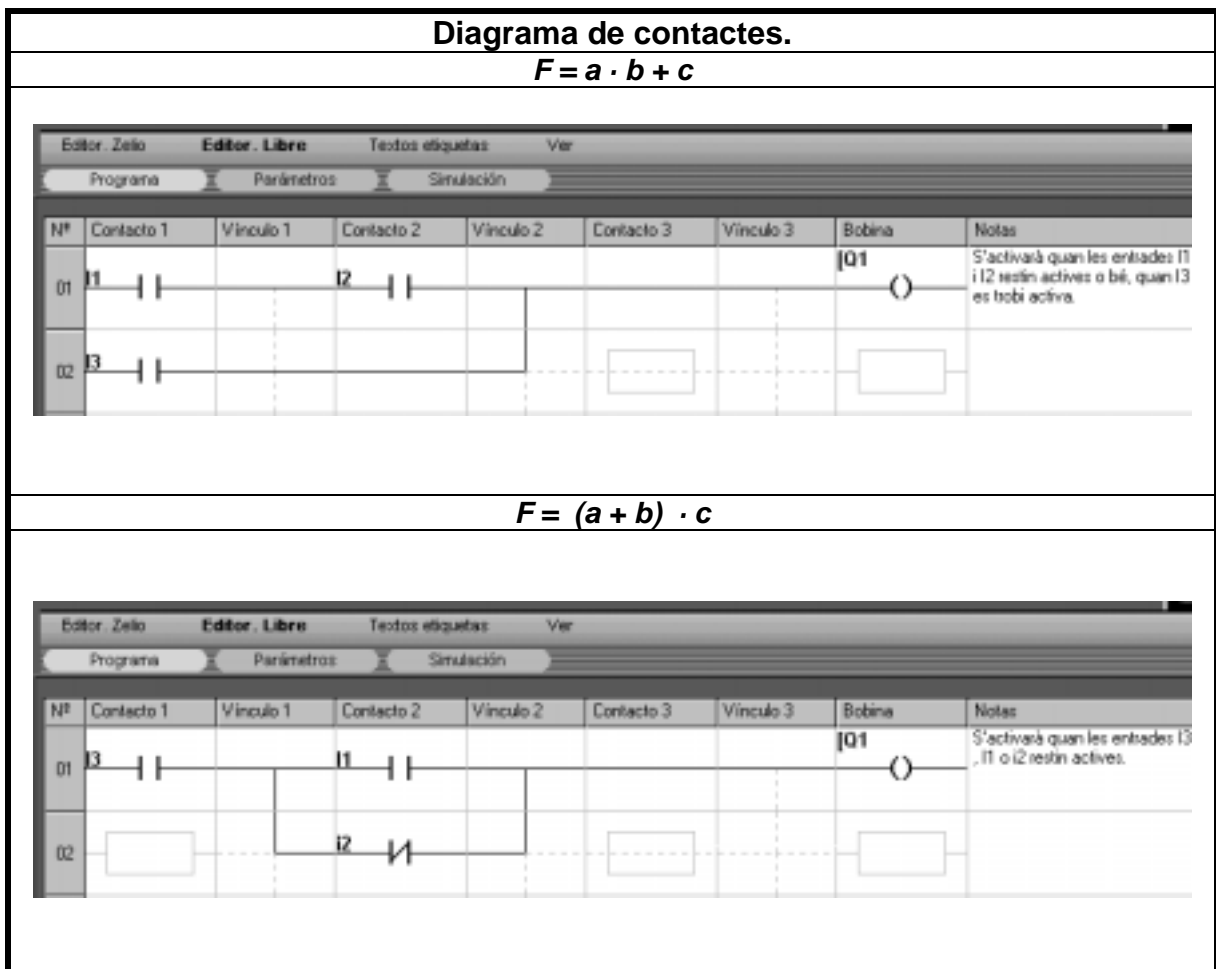 Diagrama de contactes.
F = a · b + c
Editor. Zelio Editor. Libre Textos etiquetas Ver
Programa Parámetros Simulación
Nº Contacto 1 Vínculo 1 Contacto 2 Vínculo 2 Contacto 3 Vínculo 3 Bobina Notas
01 I1 I2 [Q1 S'activarà quan les entrades I1
i I2 restin actives o bé, quan I3
es trobi activa.
02 I3
F = (a + b) · c
Editor. Zelio Editor. Libre Textos etiquetas Ver
Programa Parámetros Simulación
Nº Contacto 1 Vínculo 1 Contacto 2 Vínculo 2 Contacto 3 Vínculo 3 Bobina Notas
01 I3 I1 [Q1 S'activarà quan les entrades I3
, I1 o i2 restin actives.
02 i2